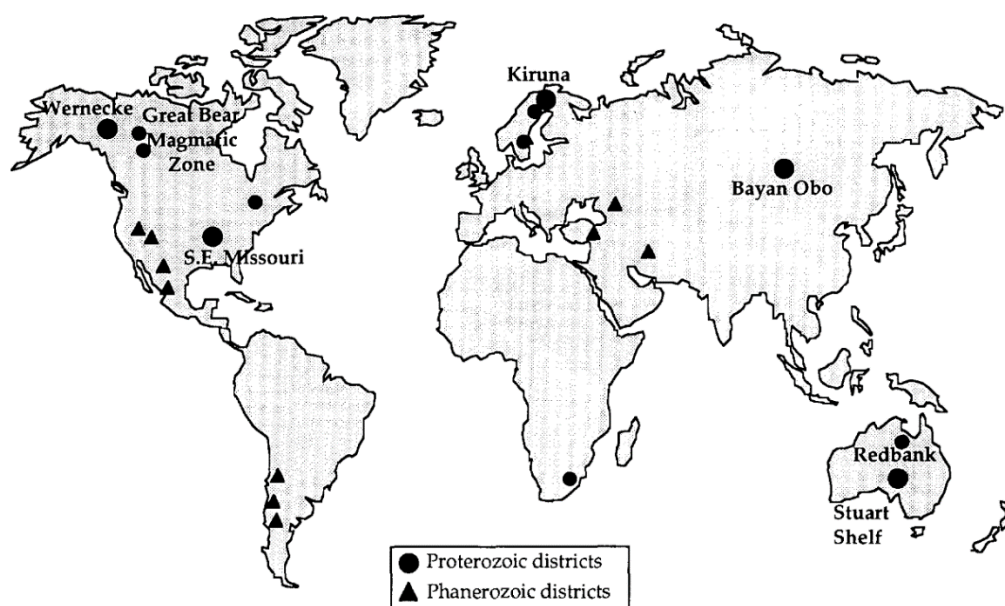 Kiruna
Wernecke
Great Bear
Magmatic
Zone
Bayan Obo
S.E. Missouri
Redbank
Stuart
Shelf
Proterozoic districts
Phanerozoic districts